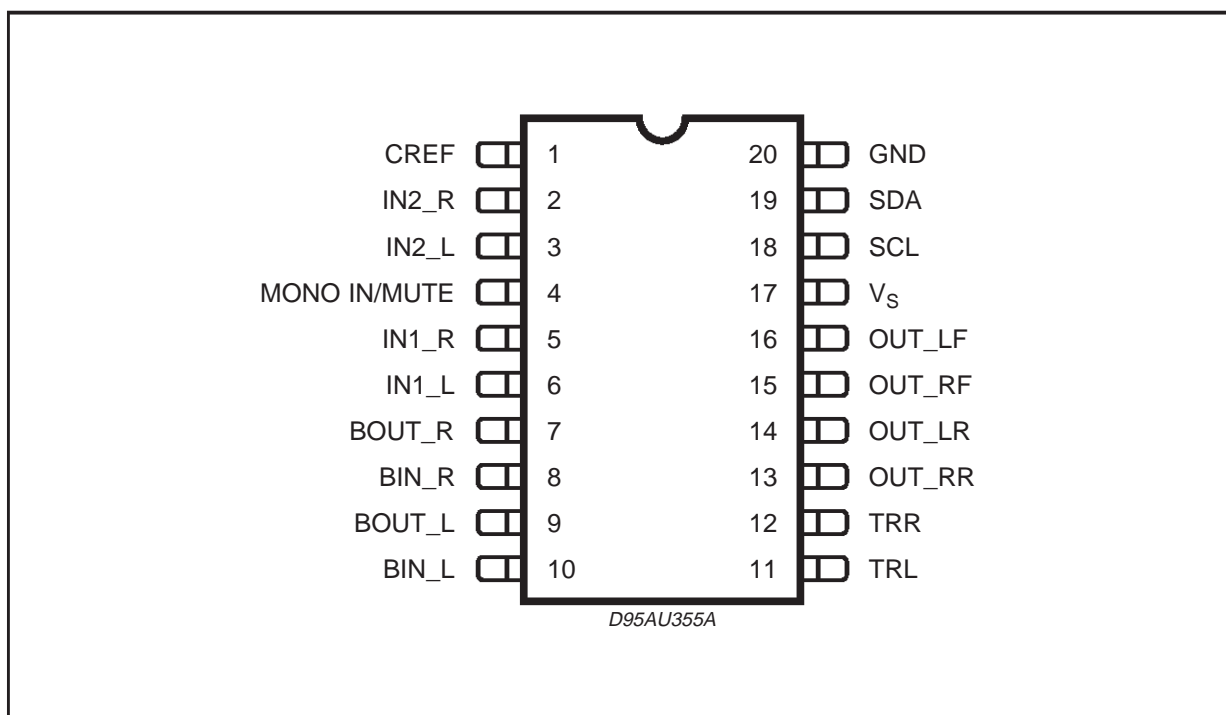 CREF 1 20 GND
IN2_R 2 19 SDA
IN2_L 3 18 SCL
MONO IN/MUTE 4 17 VS
IN1_R 5 16 OUT_LF
IN1_L 6 15 OUT_RF
BOUT_R 7 14 OUT_LR
BIN_R 8 13 OUT_RR
BOUT_L 9 12 TRR
BIN_L 10 11 TRL
D95AU355A